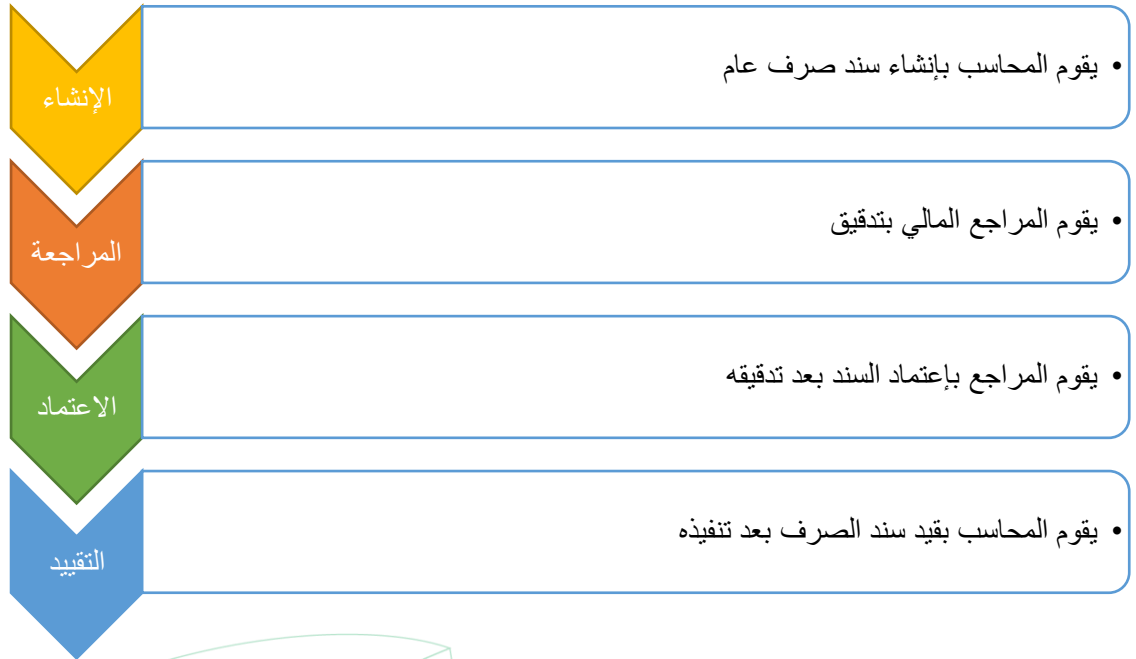 الإنشاء
• يقوم المحاسب بإنشاء سند صرف عام
المراجعة
• يقوم المراجع المالي بتدقيق
الاعتماد
• يقوم المراجع بإعتماد السند بعد تدقيقه
التقييد
• يقوم المحاسب بقيد سند الصرف بعد تنفيذه